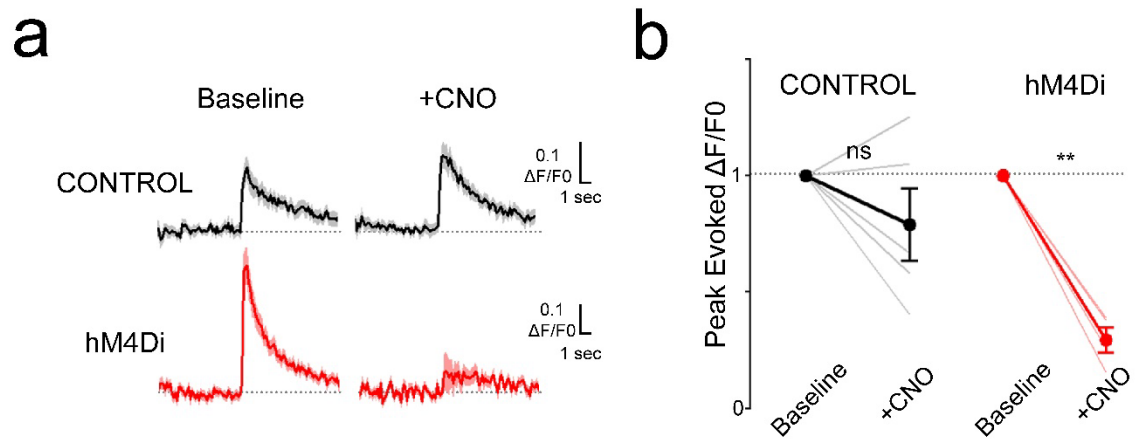 a
Baseline
+CNO
CONTROL
0.1
ΔF/F0
1 sec
hM4Di
0.1
ΔF/F0
1 sec
b
Peak Evoked ΔF/F0
CONTROL
hM4Di
ns
**
1
0
Baseline
+CNO
Baseline
+CNO